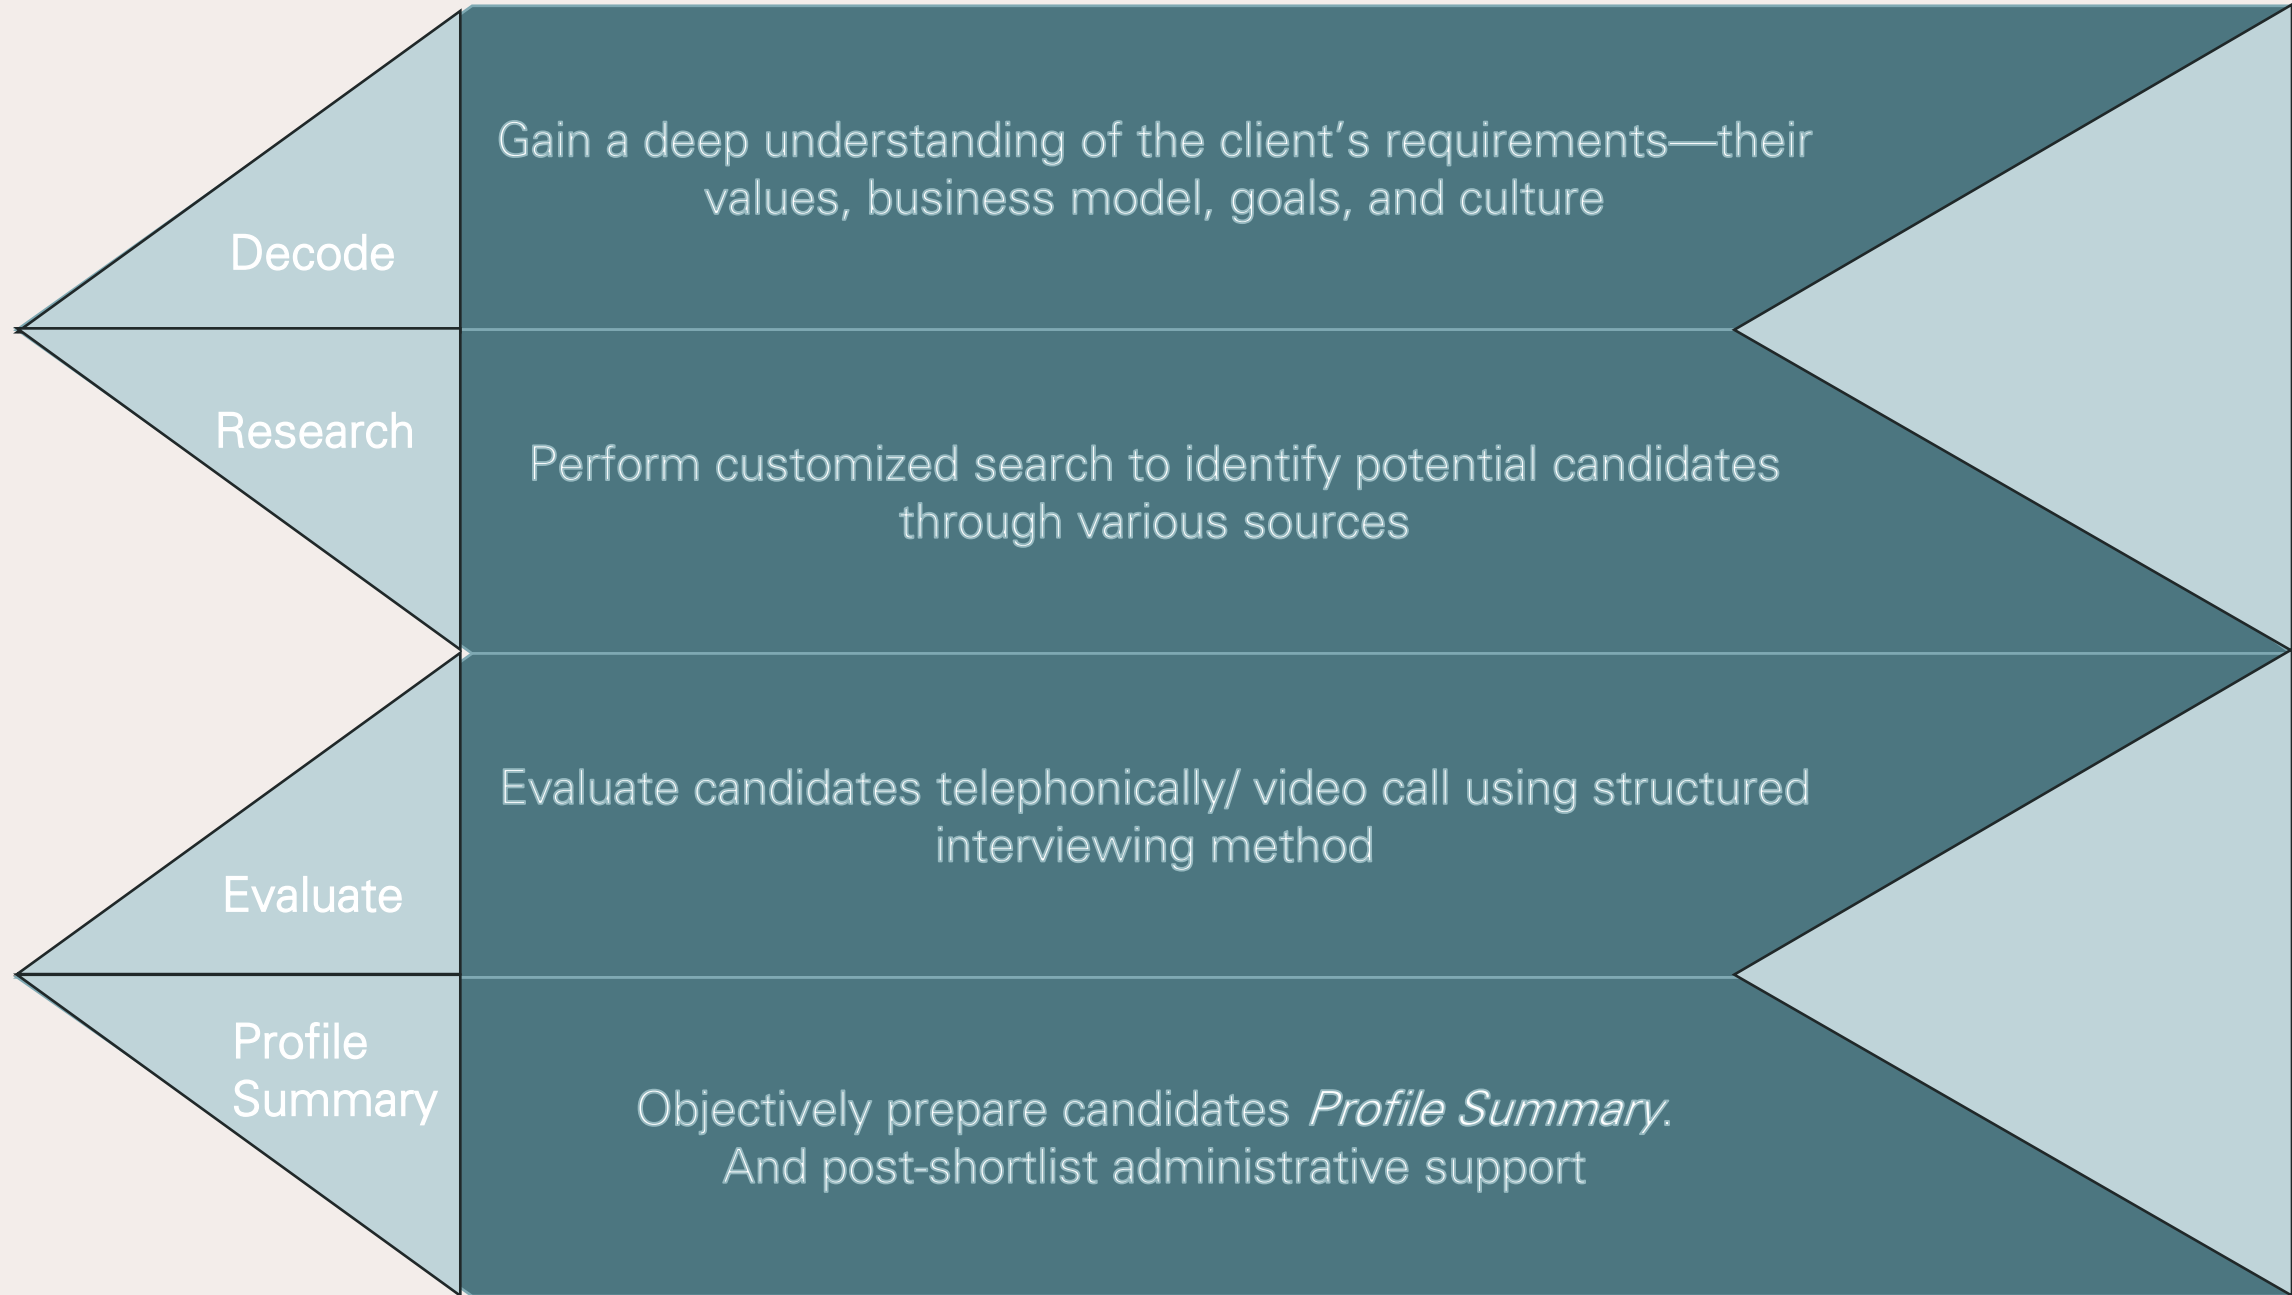 Decode
Gain a deep understanding of the client’s requirements—their
values, business model, goals, and culture
Research
Perform customized search to identify potential candidates
through various sources
Evaluate
Evaluate candidates telephonically/ video call using structured
interviewing method
Profile
Summary
Objectively prepare candidates Profile Summary.
And post-shortlist administrative support